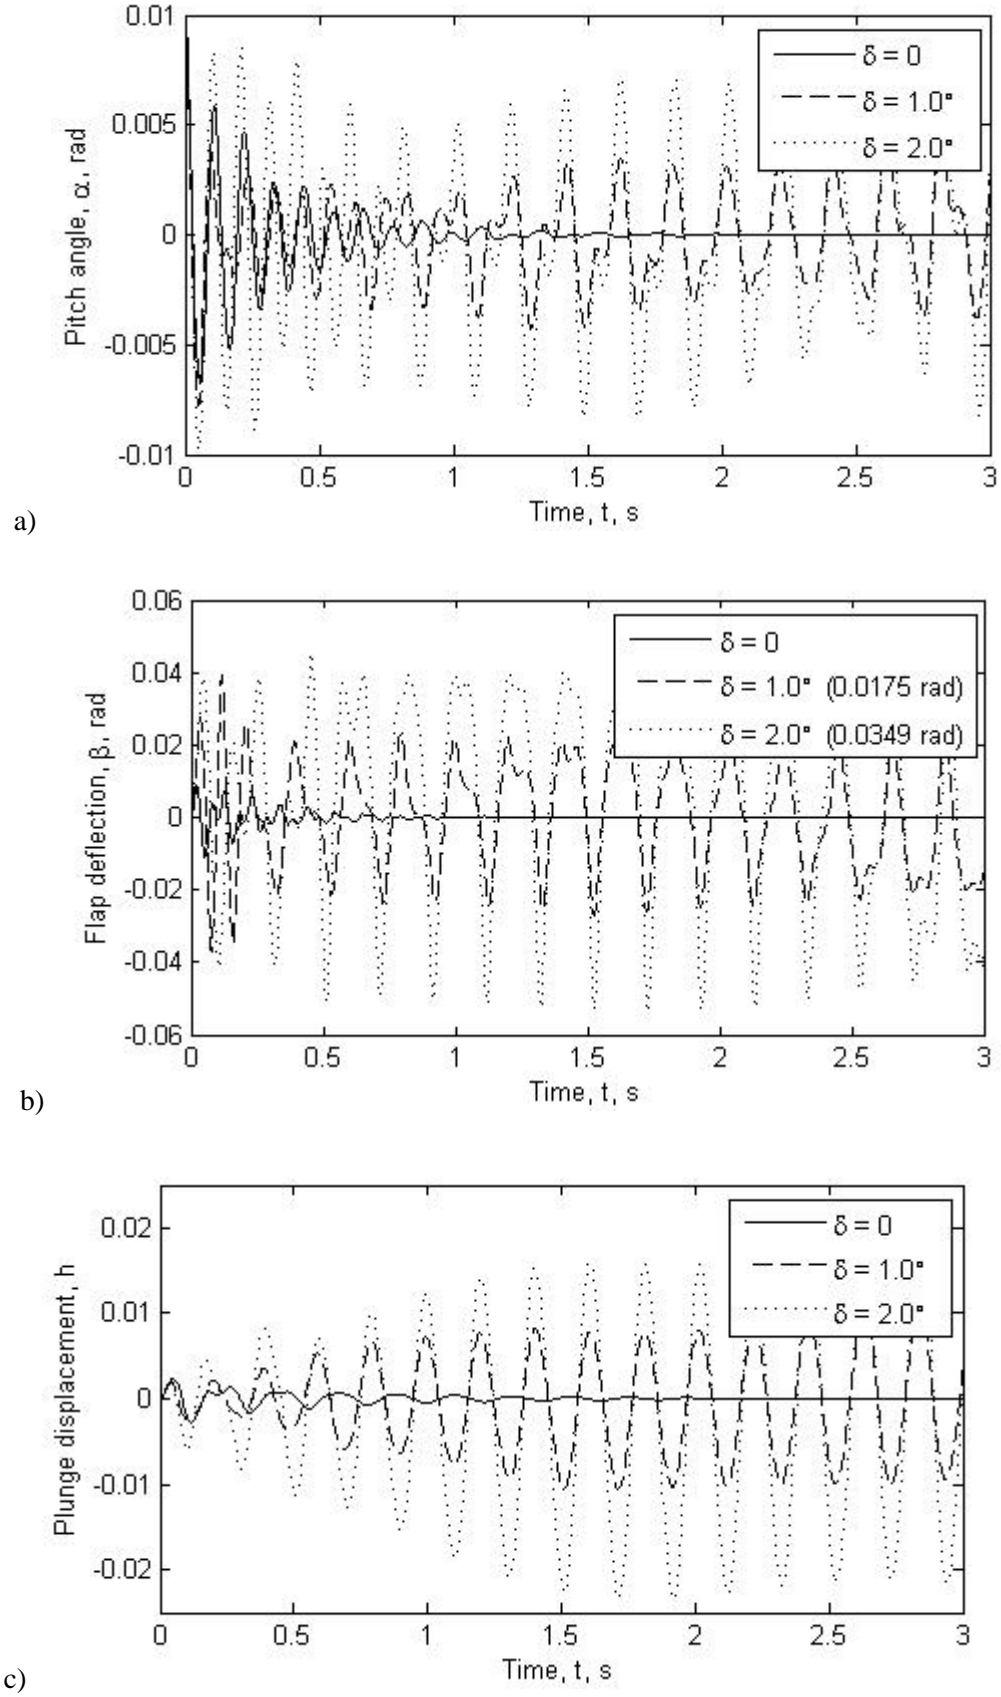 0.01
0.005
0
-0.005
-0.01
Pitch angle, α, rad
δ = 0
δ = 1.0°
δ = 2.0°
0 0.5 1 1.5 2 2.5 3
Time, t, s
a)
0.06
0.04
0.02
0
-0.02
-0.04
-0.06
Flap deflection, β, rad
δ = 0
δ = 1.0° (0.0175 rad)
δ = 2.0° (0.0349 rad)
0 0.5 1 1.5 2 2.5 3
Time, t, s
b)
0.02
0.01
0
-0.01
-0.02
Plunge displacement, h
δ = 0
δ = 1.0°
δ = 2.0°
0 0.5 1 1.5 2 2.5 3
Time, t, s
c)